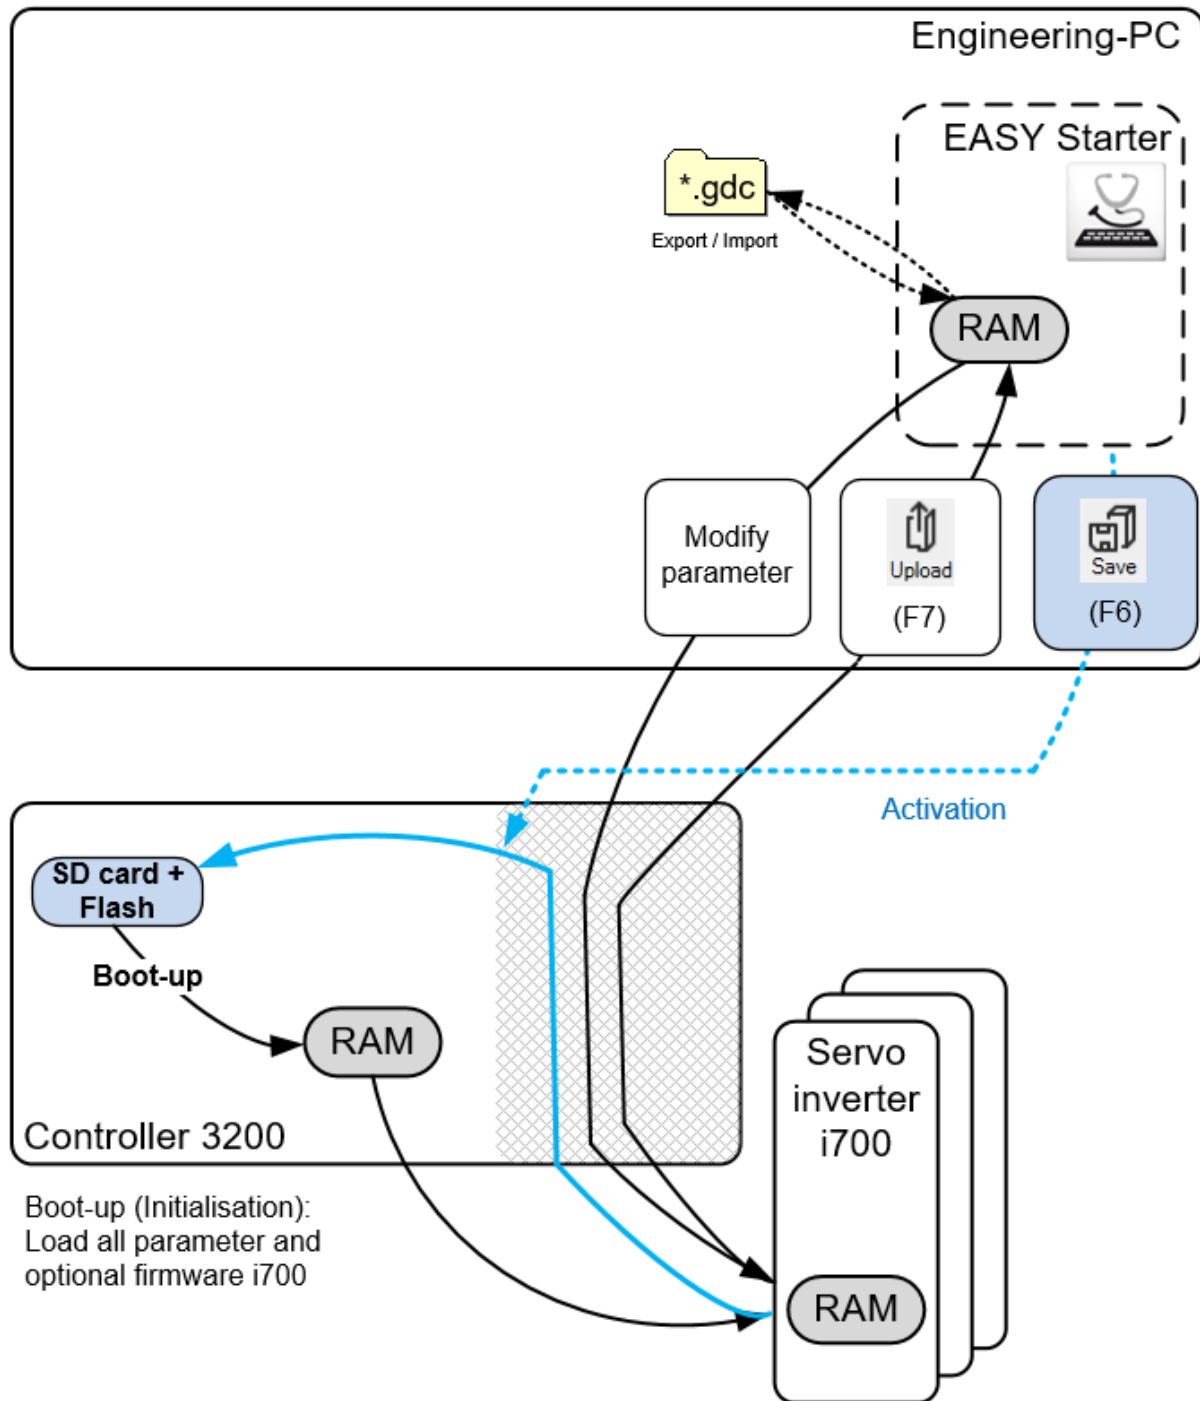 Engineering-PC
EASY Starter
*.gdc
Export / Import
RAM
Modify
parameter
Upload
(F7)
Save
(F6)
Activation
SD card +
Flash
Boot-up
RAM
Controller 3200
Servo
inverter
i700
RAM
Boot-up (Initialisation):
Load all parameter and
optional firmware i700